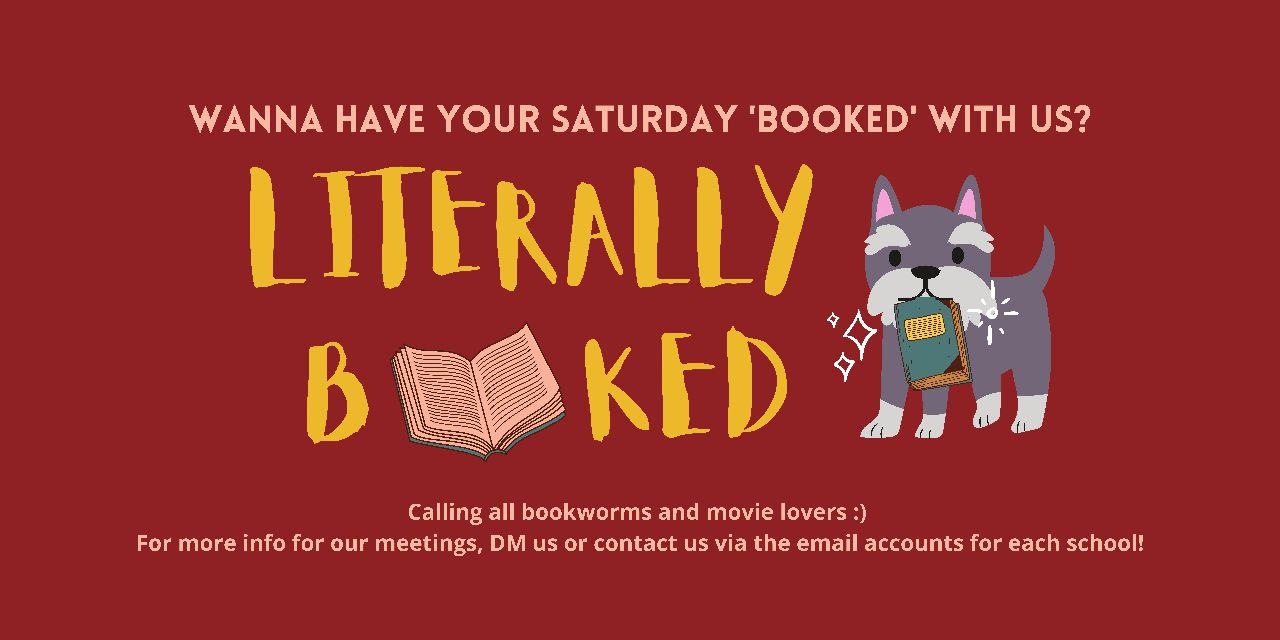 WANNA HAVE YOUR SATURDAY 'BOOKED' WITH US?
LITERALLY
B KED
Calling all bookworms and movie lovers :)
For more info for our meetings, DM us or contact us via the email accounts for each school!